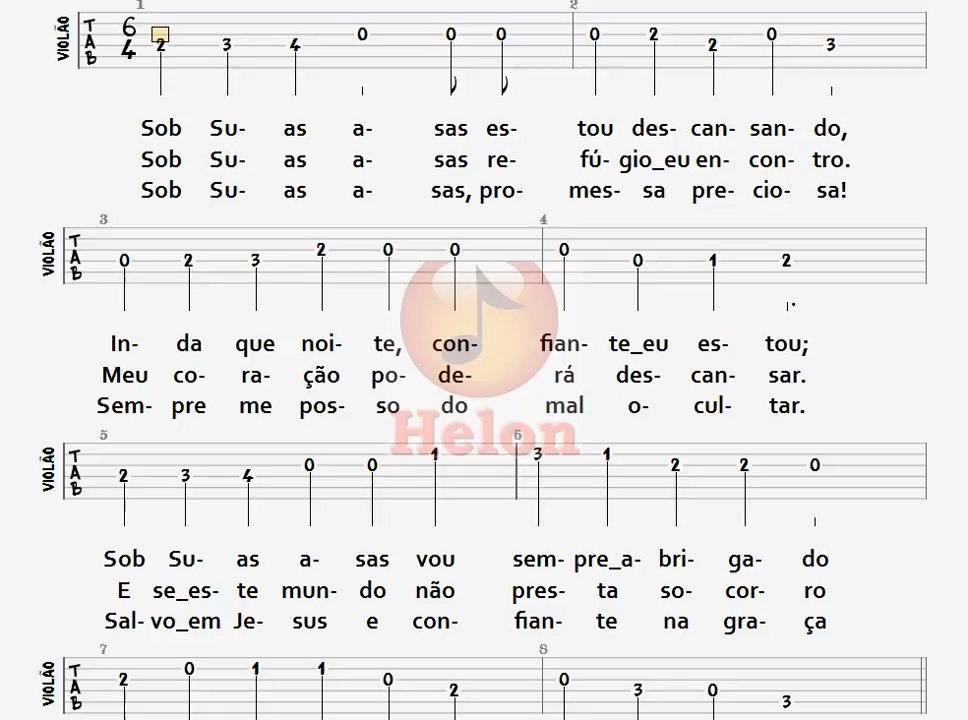 1 2
VIOLÃO TAB 6/4 2 3 4 0 0 0 0 2 2 0 3
Sob Su- as a- sas es- tou des- can- san- do,
Sob Su- as a- sas re- fú- gio_eu en- con- tro.
Sob Su- as a- sas, pro- mes- sa pre- cio- sa!
3 4
VIOLÃO TAB 0 2 3 2 0 0 0 0 1 2
In- da que noi- te, con- fian- te_eu es- tou;
Meu co- ra- ção po- de- rá des- can- sar.
Sem- pre me pos- so do mal o- cul- tar.
Helon
5 6
VIOLÃO TAB 2 3 4 0 0 1 3 1 2 2 0
Sob Su- as a- sas vou sem- pre_a- bri- ga- do
E se_es- te mun- do não pres- ta so- cor- ro
Sal- vo_em Je- sus e con- fian- te na gra- ça
7 8
VIOLÃO TAB 2 0 1 1 0 2 0 3 0 3